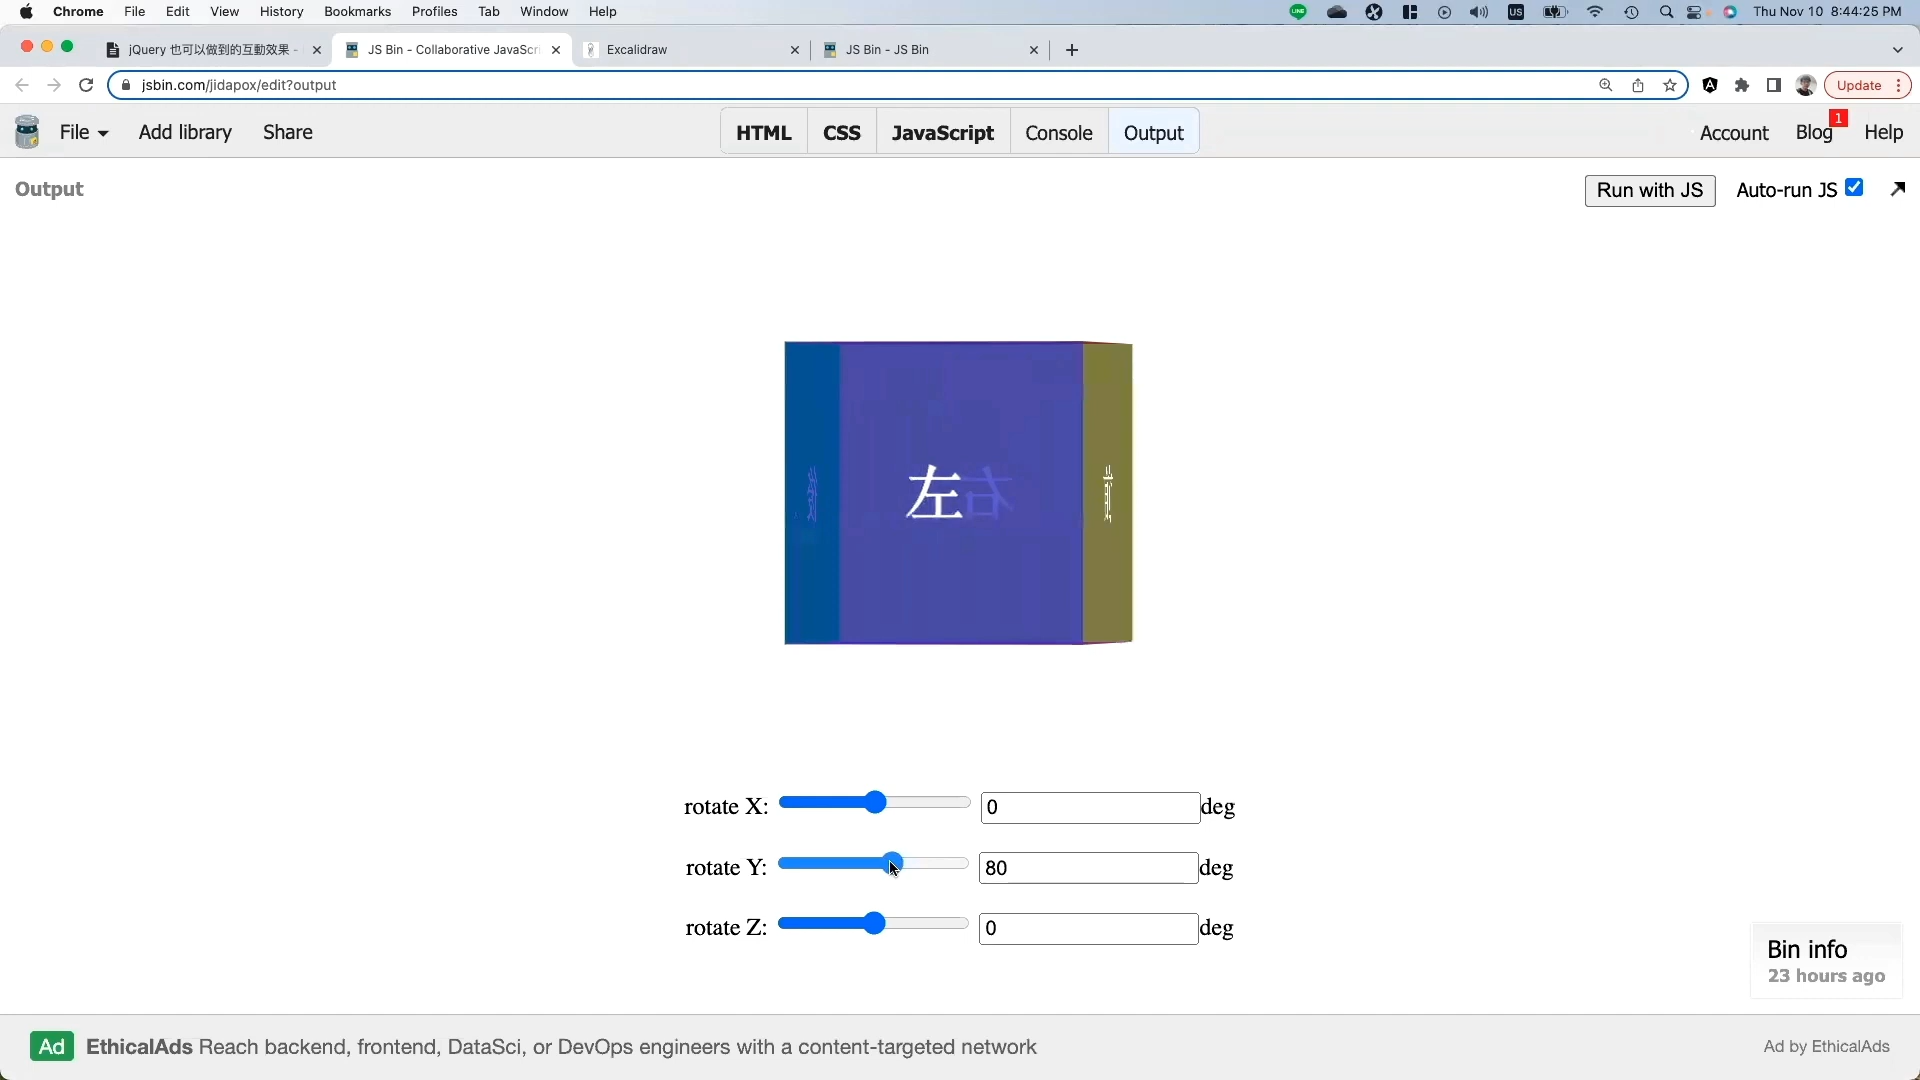 Chrome File Edit View History Bookmarks Profiles Tab Window Help US Thu Nov 10 8:44:25 PM
jQuery 也可以做到的互動效果 - JS Bin - Collaborative JavaScri Excalidraw JS Bin - JS Bin
jsbin.com/jidapox/edit?output Update
File Add library Share HTML CSS JavaScript Console Output Account Blog 1 Help
Output Run with JS Auto-run JS
左
rotate X: 0 deg
rotate Y: 80 deg
rotate Z: 0 deg
Bin info
23 hours ago
Ad EthicalAds Reach backend, frontend, DataSci, or DevOps engineers with a content-targeted network Ad by EthicalAds